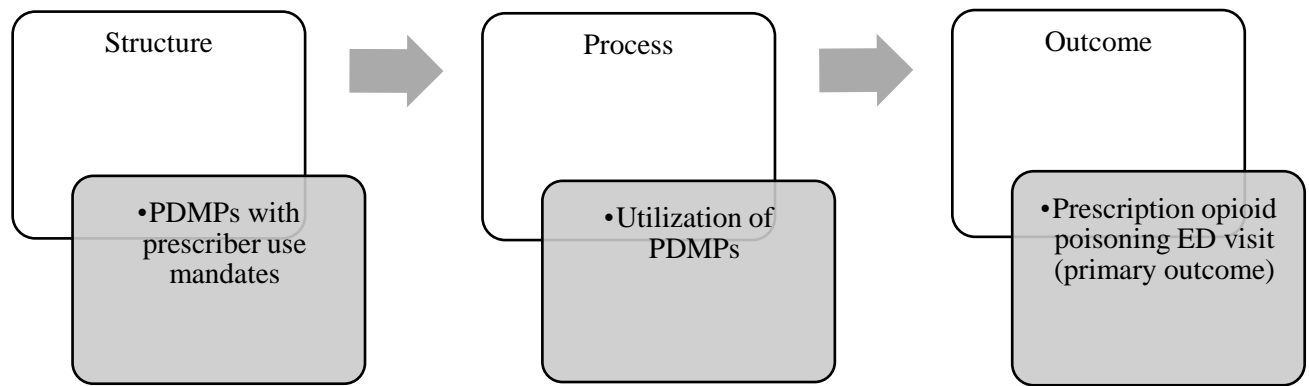 Structure
•PDMPs with
prescriber use
mandates
Process
•Utilization of
PDMPs
Outcome
•Prescription opioid
poisoning ED visit
(primary outcome)